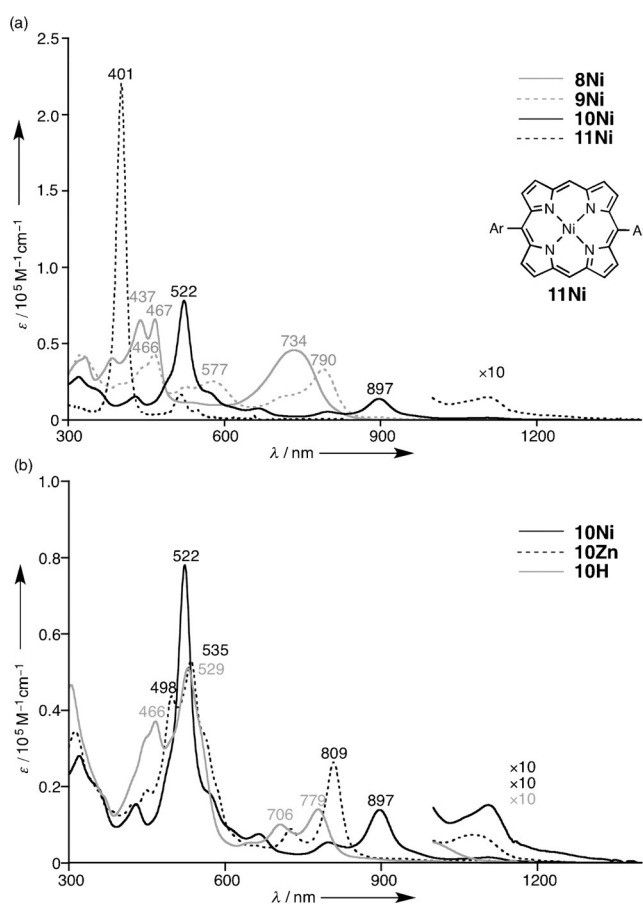 (a)
2.5
2.0
1.5
1.0
0.5
0
ε / 10⁵ M⁻¹ cm⁻¹
401
437
467
466
522
577
734
790
897
×10
8Ni
9Ni
10Ni
11Ni
Ar
N
N
Ni
N
N
A
11Ni
300
600
900
1200
λ / nm
(b)
1.0
0.8
0.6
0.4
0.2
0
ε / 10⁵ M⁻¹ cm⁻¹
522
535
529
498
466
809
706
779
897
×10
×10
×10
10Ni
10Zn
10H
300
600
900
1200
λ / nm